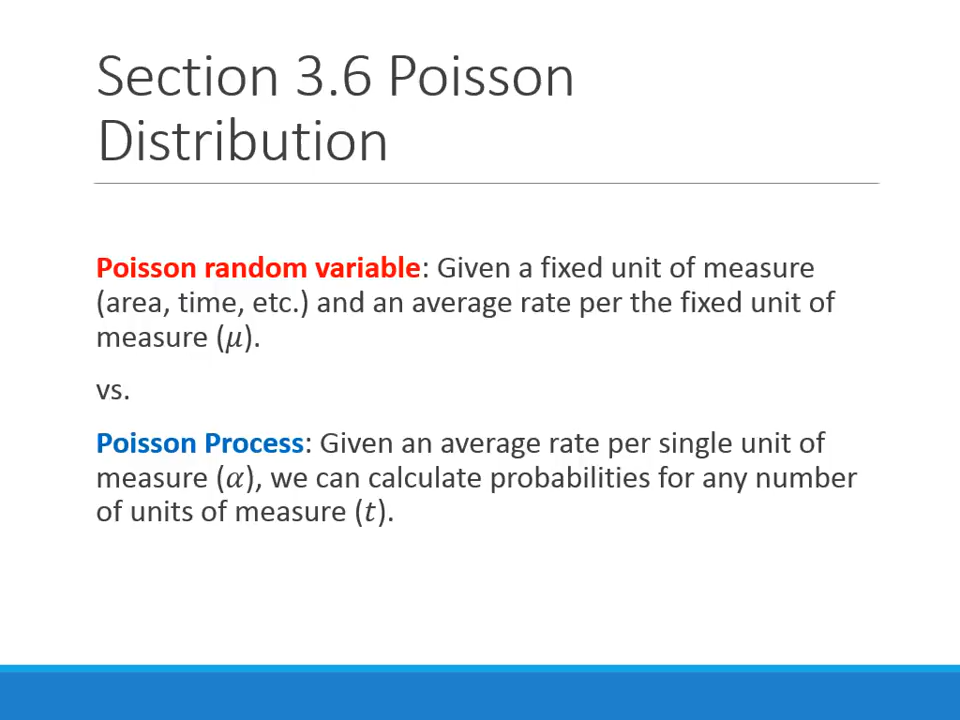 Section 3.6 Poisson
Distribution
Poisson random variable: Given a fixed unit of measure
(area, time, etc.) and an average rate per the fixed unit of
measure (𝜇).
vs.
Poisson Process: Given an average rate per single unit of
measure (𝛼), we can calculate probabilities for any number
of units of measure (𝑡).